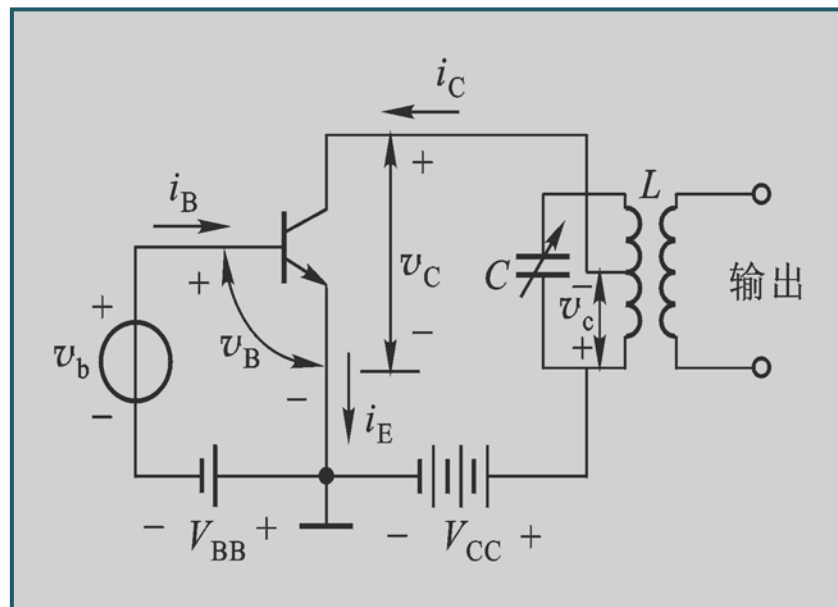 i_C
+
i_B
L
+
v_C
C
−
v_c
输出
+
v_b
v_B
−
+
−
−
i_E
− V_BB +
− V_CC +